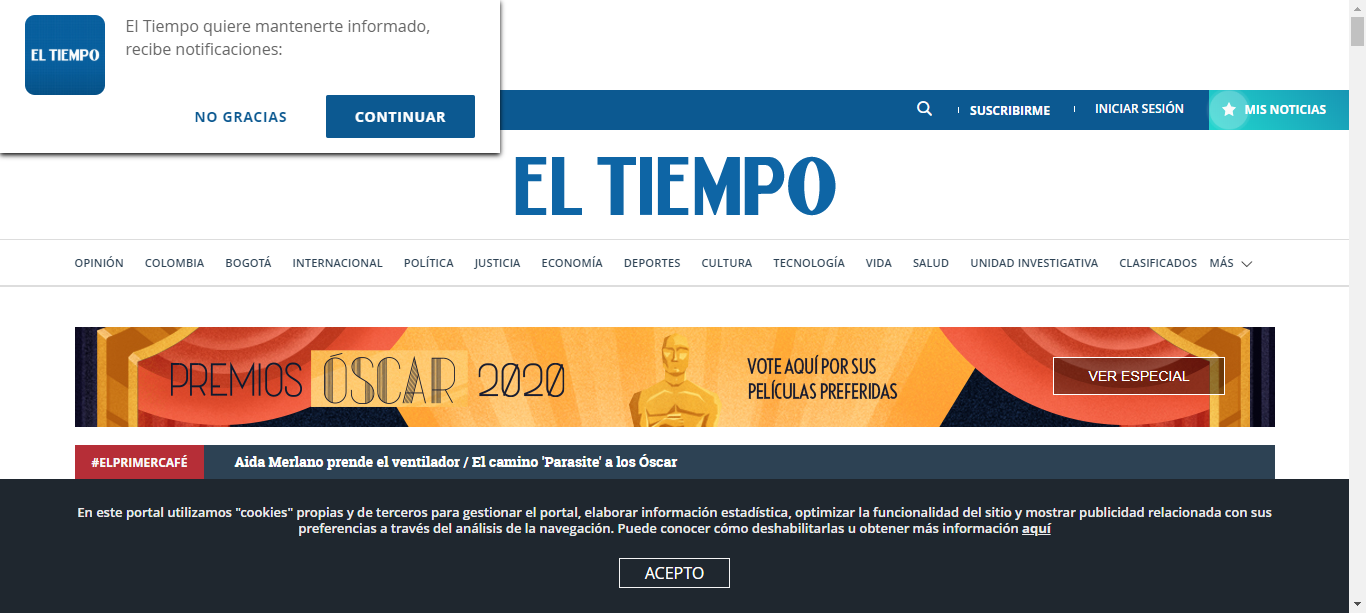 El Tiempo quiere mantenerte informado,
recibe notificaciones:
EL TIEMPO
NO GRACIAS
CONTINUAR
SUSCRIBIRME
INICIAR SESIÓN
MIS NOTICIAS
EL TIEMPO
OPINIÓN COLOMBIA BOGOTÁ INTERNACIONAL POLÍTICA JUSTICIA ECONOMÍA DEPORTES CULTURA TECNOLOGÍA VIDA SALUD UNIDAD INVESTIGATIVA CLASIFICADOS MÁS
PREMIOS ÓSCAR 2020
VOTE AQUÍ POR SUS
PELÍCULAS PREFERIDAS
VER ESPECIAL
#ELPRIMERCAFÉ
Aida Merlano prende el ventilador / El camino 'Parasite' a los Óscar
En este portal utilizamos "cookies" propias y de terceros para gestionar el portal, elaborar información estadística, optimizar la funcionalidad del sitio y mostrar publicidad relacionada con sus
preferencias a través del análisis de la navegación. Puede conocer cómo deshabilitarlas u obtener más información aquí
ACEPTO